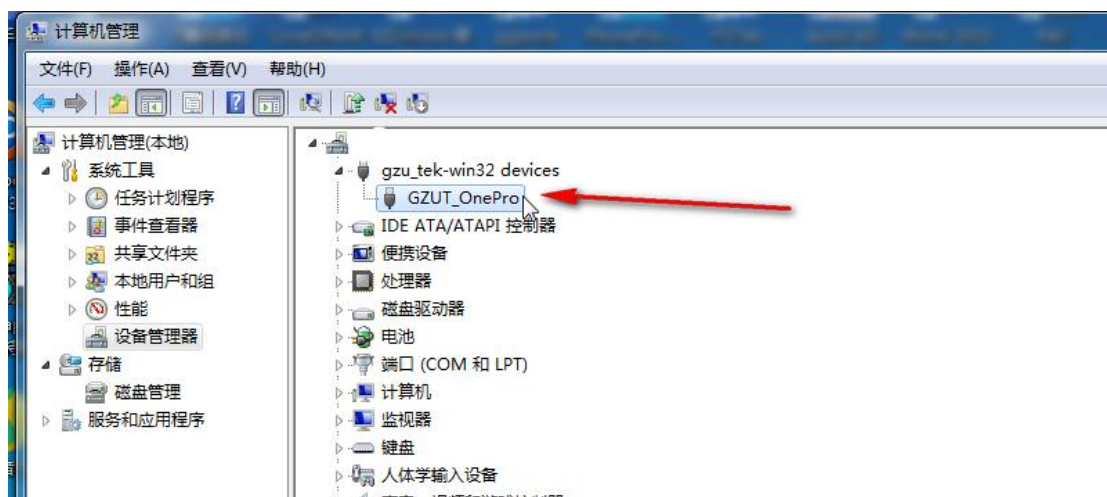 计算机管理
文件(F) 操作(A) 查看(V) 帮助(H)
计算机管理(本地)
系统工具
任务计划程序
事件查看器
共享文件夹
本地用户和组
性能
设备管理器
存储
磁盘管理
服务和应用程序
gzu_tek-win32 devices
GZUT_OnePro
IDE ATA/ATAPI 控制器
便携设备
处理器
磁盘驱动器
电池
端口 (COM 和 LPT)
计算机
监视器
键盘
人体学输入设备